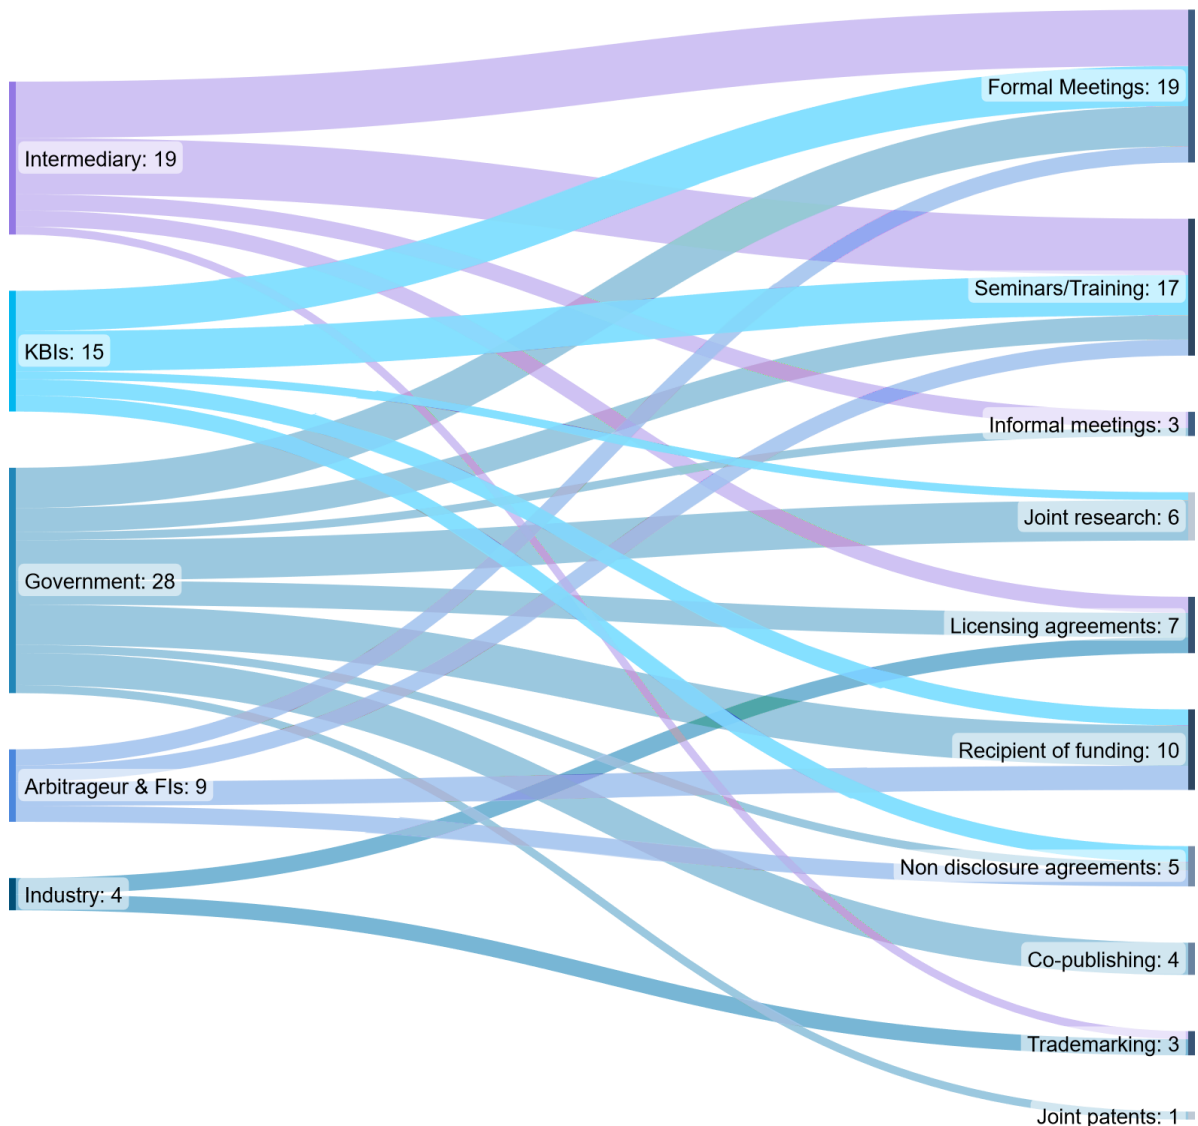 Intermediary: 19
KBIs: 15
Government: 28
Arbitrageur & FIs: 9
Industry: 4
Formal Meetings: 19
Seminars/Training: 17
Informal meetings: 3
Joint research: 6
Licensing agreements: 7
Recipient of funding: 10
Non disclosure agreements: 5
Co-publishing: 4
Trademarking: 3
Joint patents: 1